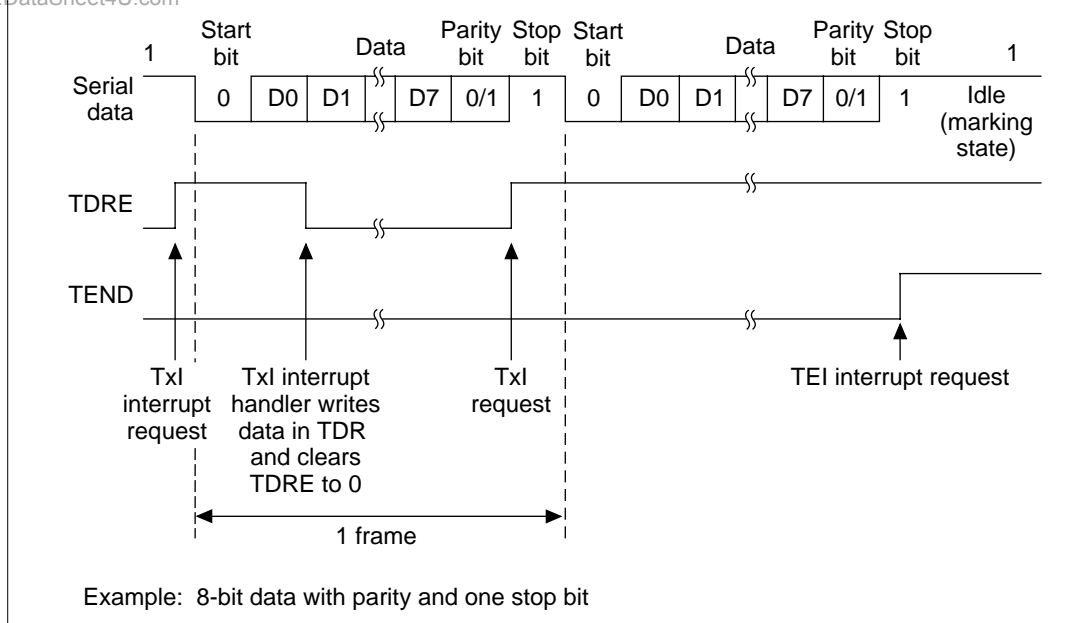 DataSheet4U.com
Start bit Data Parity bit Stop bit Start bit Data Parity bit Stop bit
1 1
Serial data
0 D0 D1 D7 0/1 1 0 D0 D1 D7 0/1 1 Idle (marking state)
TDRE
TEND
TxI interrupt request
TxI interrupt handler writes data in TDR and clears TDRE to 0
TxI request
TEI interrupt request
1 frame
Example: 8-bit data with parity and one stop bit